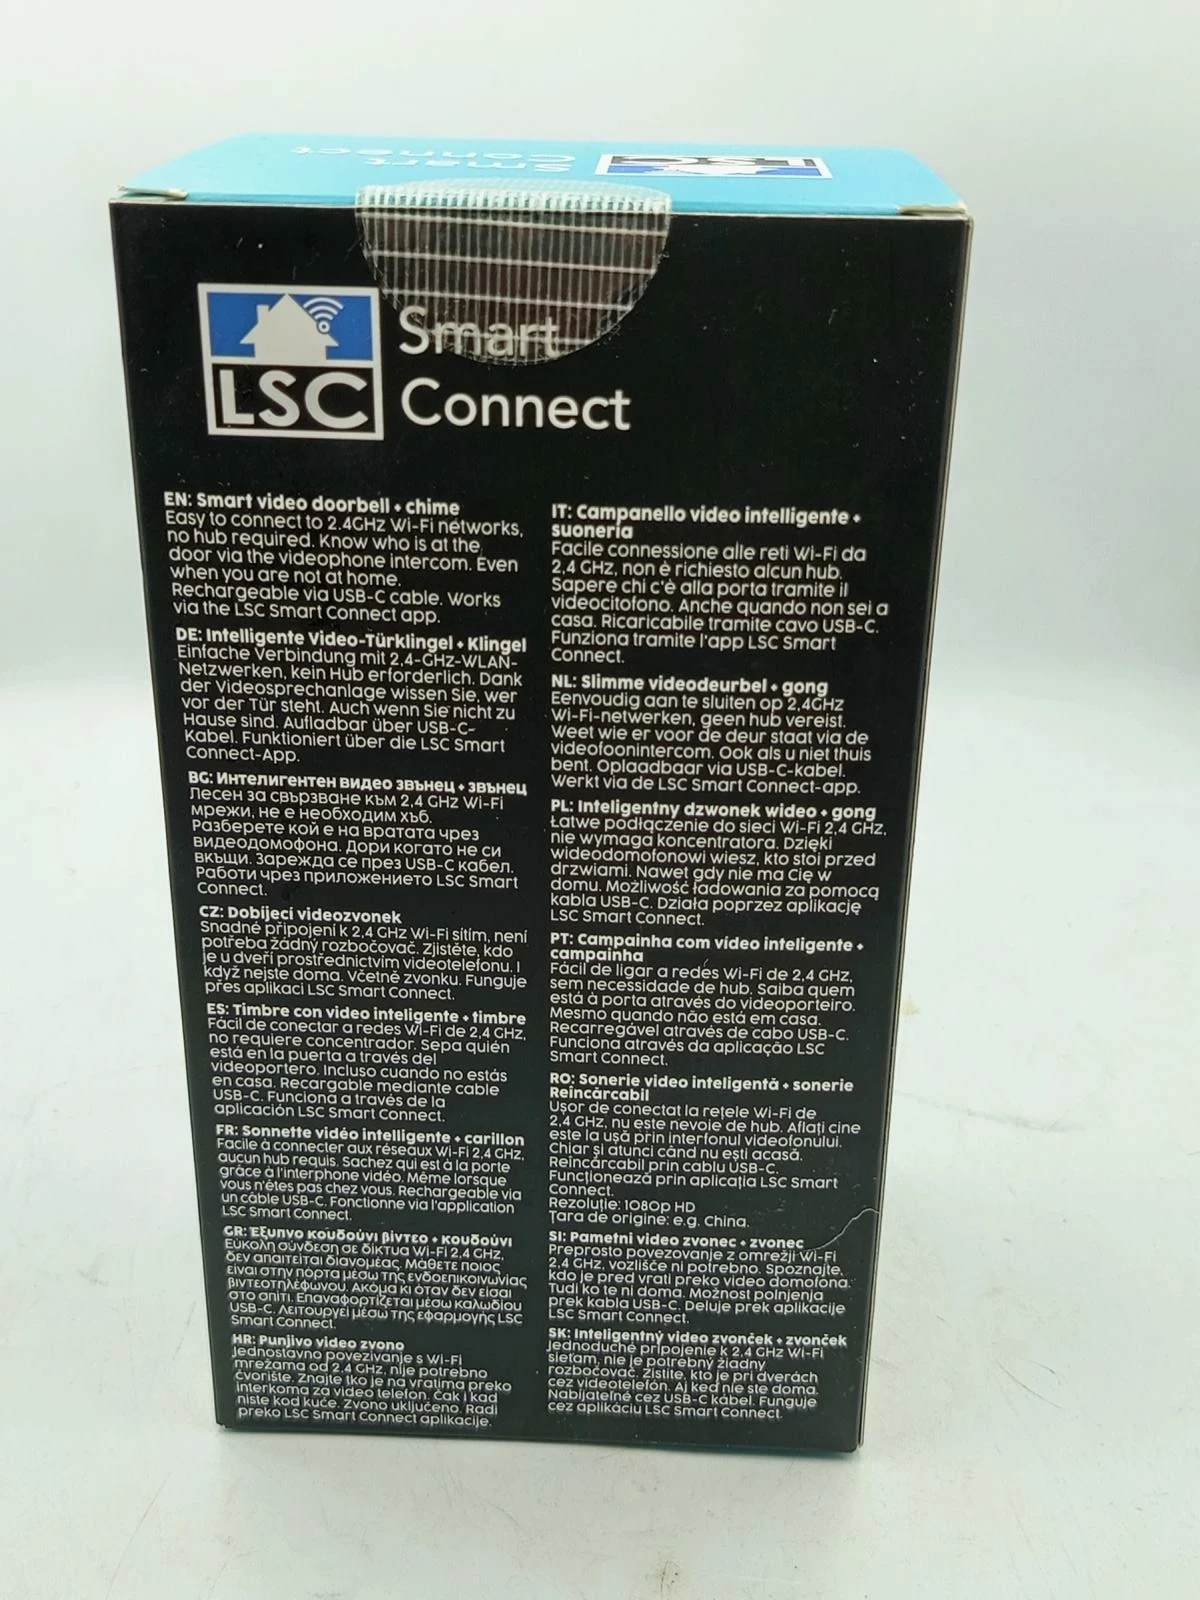 Smart
Connect
LSC
LSC
Smart
Connect
EN: Smart video doorbell + chime
Easy to connect to 2.4GHz Wi-Fi networks,
no hub required. Know who is at the
door via the videophone intercom. Even
when you are not at home.
Rechargeable via USB-C cable. Works
via the LSC Smart Connect app.
DE: Intelligente Video-Türklingel + Klingel
Einfache Verbindung mit 2,4-GHz-WLAN-
Netzwerken, kein Hub erforderlich. Dank
der Videosprechanlage wissen Sie, wer
vor der Tür steht. Auch wenn Sie nicht zu
Hause sind. Aufladbar über USB-C-
Kabel. Funktioniert über die LSC Smart
Connect-App.
BG: Интелигентен видео звънец + звънец
Лесен за свързване към 2,4 GHz Wi-Fi
мрежи, не е необходим хъб.
Разберете кой е на вратата чрез
видеодомофона. Дори когато не си
вкъщи. Зарежда се през USB-C кабел.
Работи чрез приложението LSC Smart
Connect.
CZ: Dobíjecí videozvonek
Snadné připojení k 2,4 GHz Wi-Fi sítím, není
potřeba žádný rozbočovač. Zjistěte, kdo
je u dveří prostřednictvím videotelefonu. I
když nejste doma. Včetně zvonku. Funguje
přes aplikaci LSC Smart Connect.
ES: Timbre con video inteligente + timbre
Fácil de conectar a redes Wi-Fi de 2,4 GHz,
no requiere concentrador. Sepa quién
está en la puerta a través del
videoportero. Incluso cuando no estás
en casa. Recargable mediante cable
USB-C. Funciona a través de la
aplicación LSC Smart Connect.
FR: Sonnette vidéo intelligente + carillon
Facile à connecter aux réseaux Wi-Fi 2,4 GHz,
aucun hub requis. Sachez qui est à la porte
grâce à l'interphone vidéo. Même lorsque
vous n'êtes pas chez vous. Rechargeable via
un câble USB-C. Fonctionne via l'application
LSC Smart Connect.
GR: Έξυπνο κουδούνι βίντεο + κουδούνι
Εύκολη σύνδεση σε δίκτυα Wi-Fi 2,4 GHz,
δεν απαιτείται διανομέας. Μάθετε ποιος
είναι στην πόρτα μέσω της ενδοεπικοινωνίας
βιντεοτηλεφώνου. Ακόμα κι όταν δεν είσαι
στο σπίτι. Επαναφορτίζεται μέσω καλωδίου
USB-C. Λειτουργεί μέσω της εφαρμογής LSC
Smart Connect.
HR: Punjivo video zvono
Jednostavno povezivanje s Wi-Fi
mrežama od 2.4 GHz, nije potrebno
čvorište. Znajte tko je na vratima preko
interkoma za video telefon. Čak i kad
niste kod kuće. Zvono uključeno. Radi
preko LSC Smart Connect aplikacije.
IT: Campanello video intelligente +
suoneria
Facile connessione alle reti Wi-Fi da
2,4 GHz, non è richiesto alcun hub.
Sapere chi c'è alla porta tramite il
videocitofono. Anche quando non sei a
casa. Ricaricabile tramite cavo USB-C.
Funziona tramite l'app LSC Smart
Connect.
NL: Slimme videodeurbel + gong
Eenvoudig aan te sluiten op 2,4GHz
Wi-Fi-netwerken, geen hub vereist.
Weet wie er voor de deur staat via de
videofoonintercom. Ook als u niet thuis
bent. Oplaadbaar via USB-C-kabel.
Werkt via de LSC Smart Connect-app.
PL: Inteligentny dzwonek wideo + gong
Łatwe podłączenie do sieci Wi-Fi 2,4 GHz,
nie wymaga koncentratora. Dzięki
wideodomofonowi wiesz, kto stoi przed
drzwiami. Nawet gdy nie ma Cię w
domu. Możliwość ładowania za pomocą
kabla USB-C. Działa poprzez aplikację
LSC Smart Connect.
PT: Campainha com vídeo inteligente +
campainha
Fácil de ligar a redes Wi-Fi de 2,4 GHz,
sem necessidade de hub. Saiba quem
está à porta através do videoporteiro.
Mesmo quando não está em casa.
Recarregável através de cabo USB-C.
Funciona através da aplicação LSC
Smart Connect.
RO: Sonerie video inteligentă + sonerie
Reîncărcabil
Ușor de conectat la rețele Wi-Fi de
2,4 GHz, nu este nevoie de hub. Aflați cine
este la ușă prin interfonul videofonului.
Chiar și atunci când nu ești acasă.
Reîncărcabil prin cablu USB-C.
Funcționează prin aplicația LSC Smart
Connect.
Rezoluție: 1080p HD
Țara de origine: e.g. China.
SI: Pametni video zvonec + zvonec
Preprosto povezovanje z omrežji Wi-Fi
2,4 GHz, vozlišče ni potrebno. Spoznajte,
kdo je pred vrati preko video domofona.
Tudi ko te ni doma. Možnost polnjenja
prek kabla USB-C. Deluje prek aplikacije
LSC Smart Connect.
SK: Inteligentný video zvonček + zvonček
Jednoduché pripojenie k 2,4 GHz Wi-Fi
sieťam, nie je potrebný žiadny
rozbočovač. Zistite, kto je pri dverách
cez videotelefón. Aj keď nie ste doma.
Nabíjateľné cez USB-C kábel. Funguje
cez aplikáciu LSC Smart Connect.